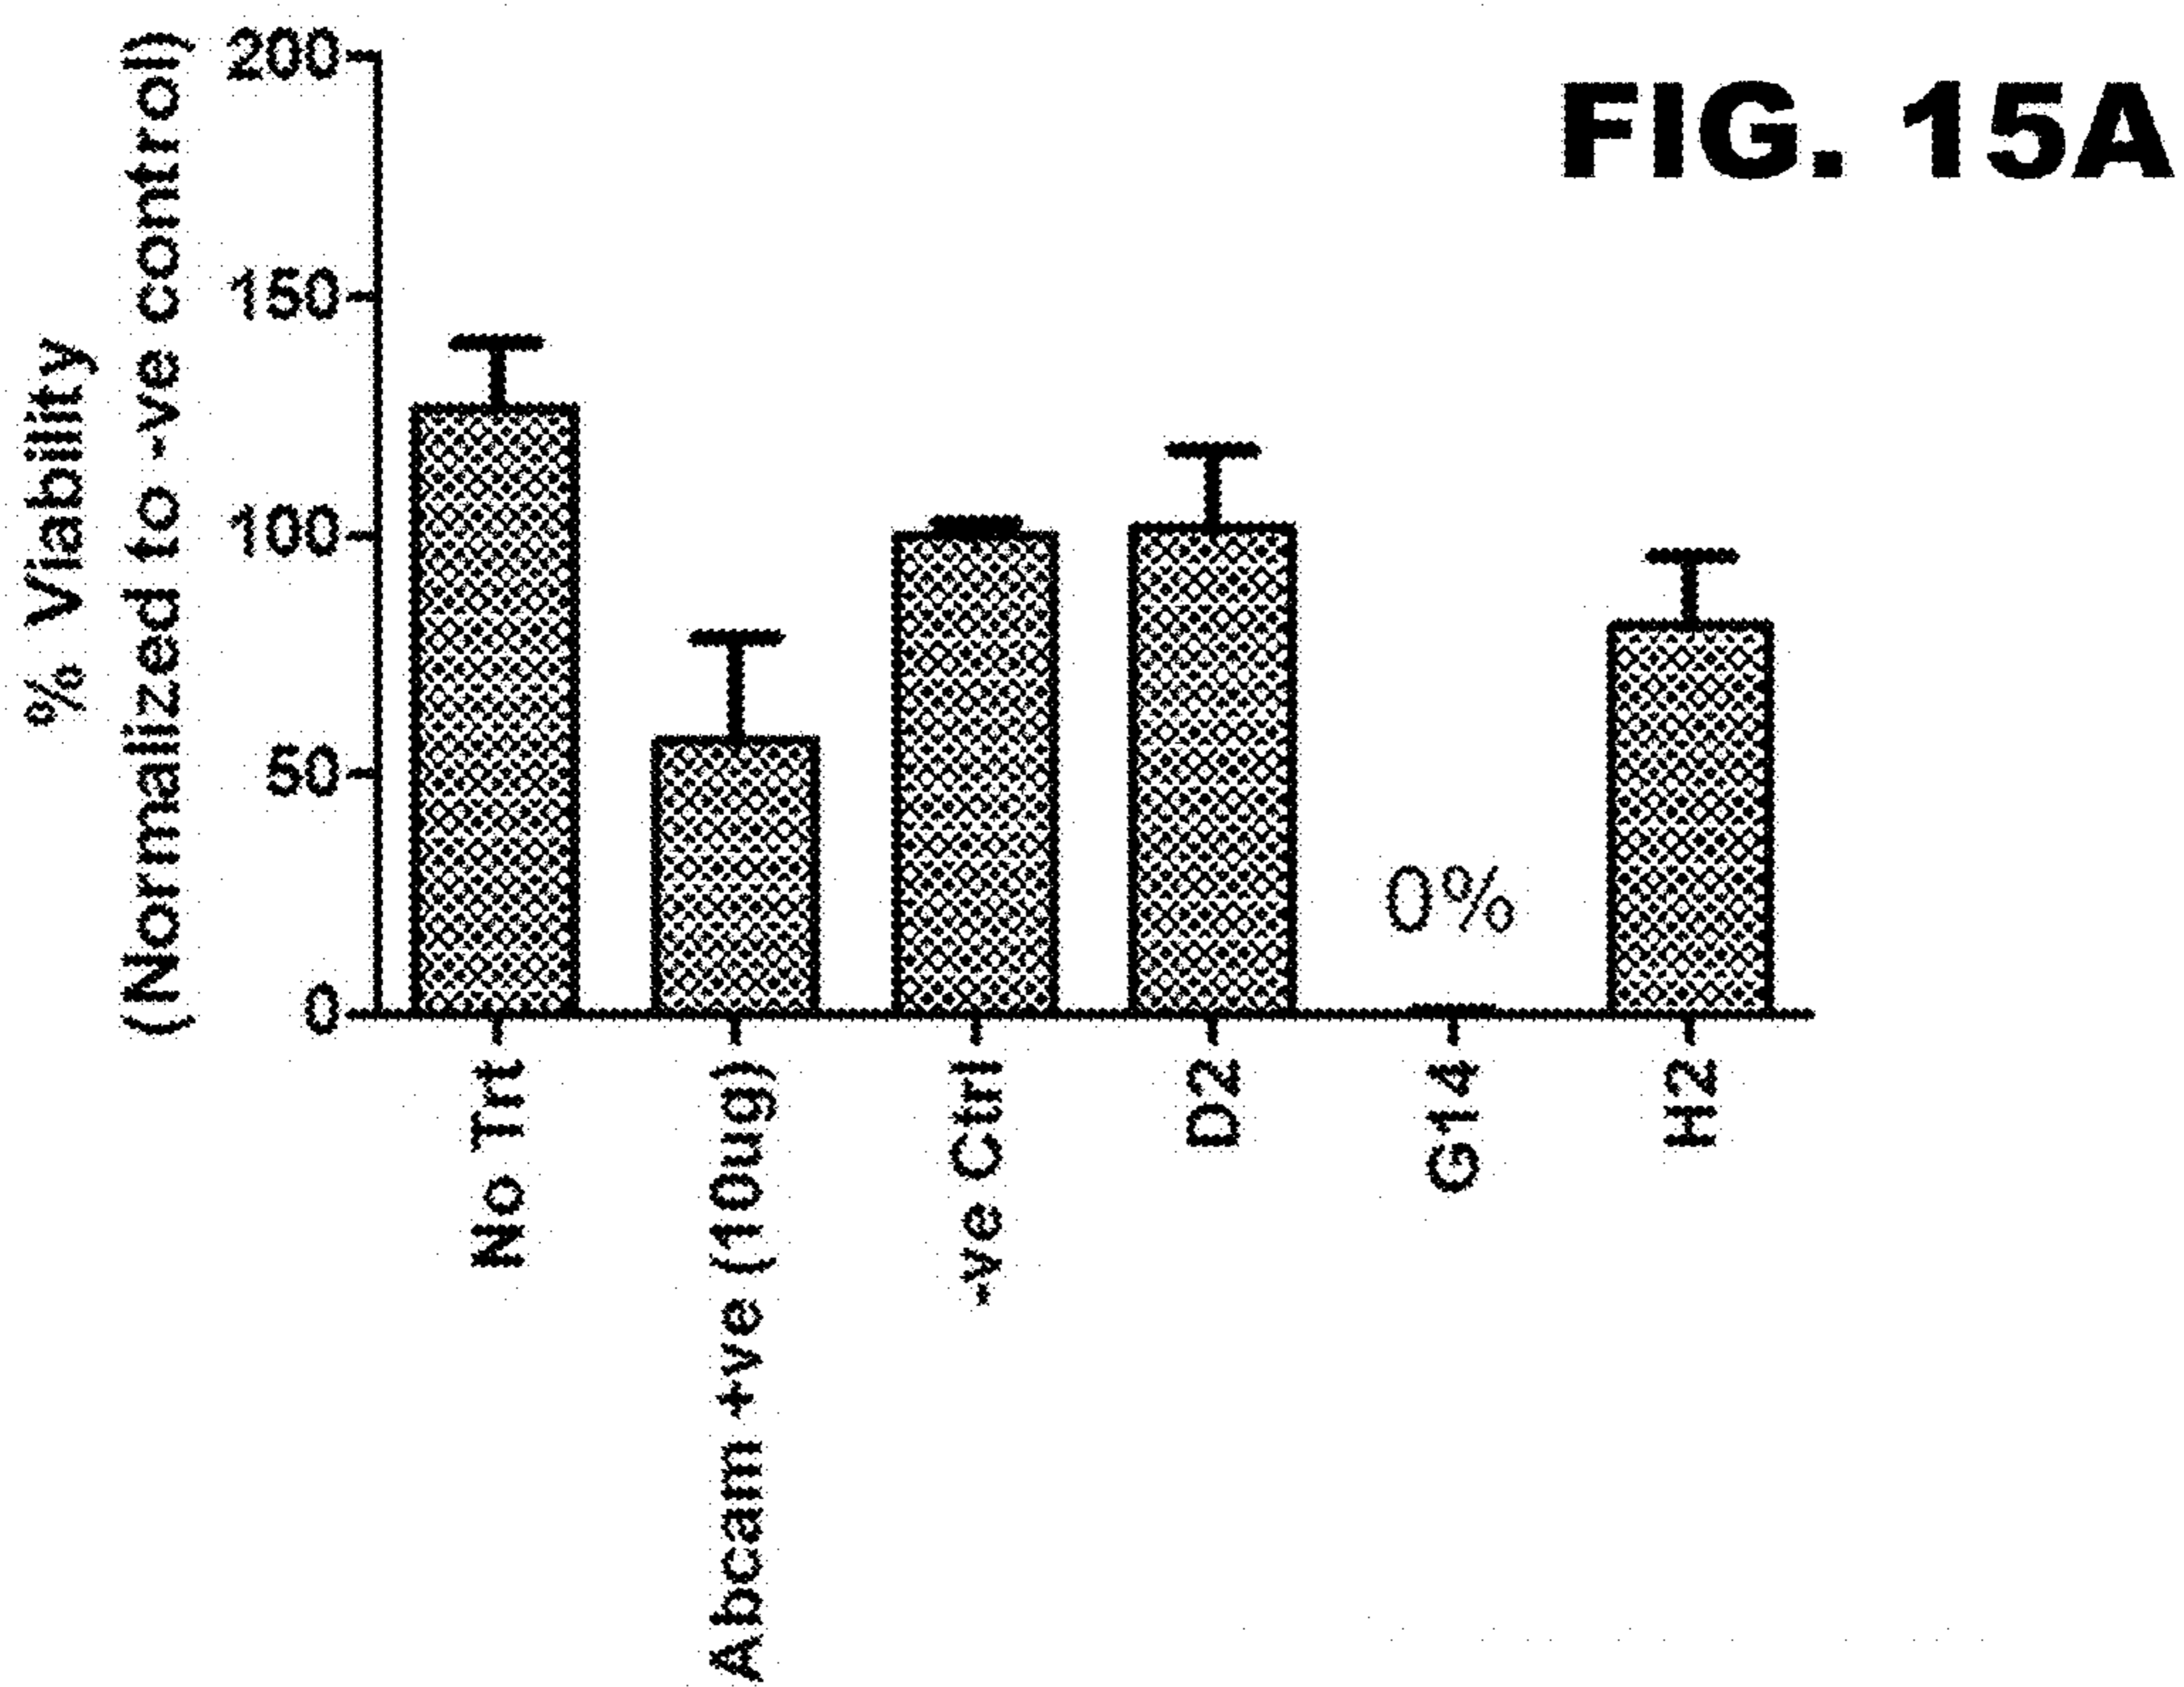 FIG. 15A
% Viability
(Normalized to -ve control)
200
150
100
50
0
0%
No Trt
Abcam +ve (10ug)
-ve Ctrl
D2
G14
H2